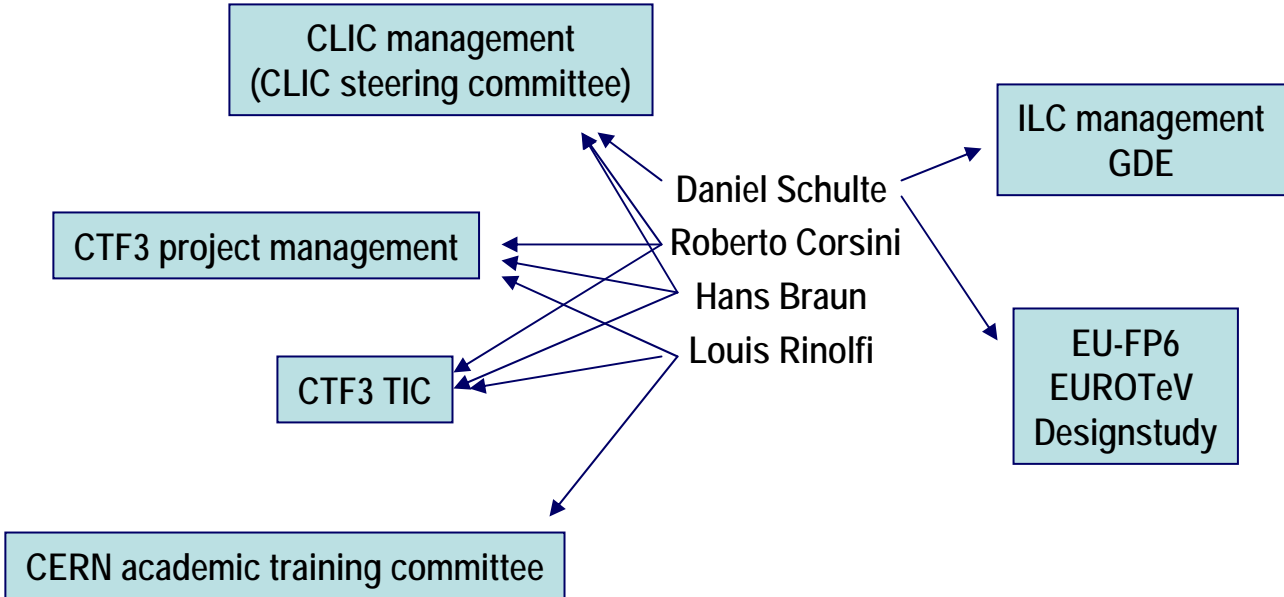 CLIC management
(CLIC steering committee)
ILC management
GDE
Daniel Schulte
CTF3 project management
Roberto Corsini
Hans Braun
Louis Rinolfi
EU-FP6
EUROTeV
Designstudy
CTF3 TIC
CERN academic training committee